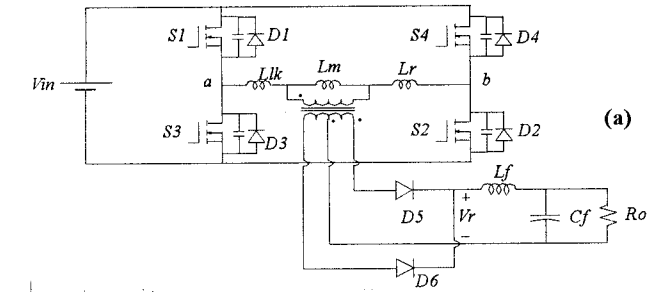 S1 D1 S4 D4
Vin a Llk Lm Lr b
S3 D3 S2 D2 (a)
D5 + Vr − Lf Cf Ro
D6